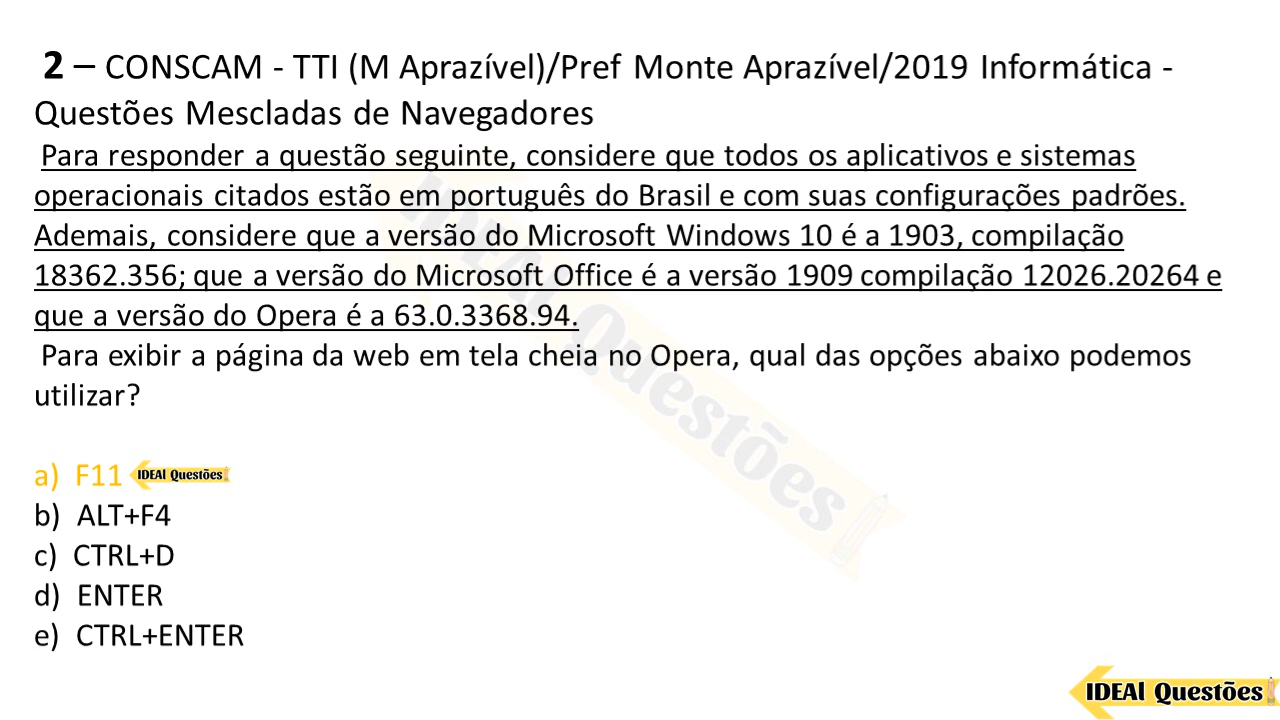 2 – CONSCAM - TTI (M Aprazível)/Pref Monte Aprazível/2019 Informática -
Questões Mescladas de Navegadores
Para responder a questão seguinte, considere que todos os aplicativos e sistemas
operacionais citados estão em português do Brasil e com suas configurações padrões.
Ademais, considere que a versão do Microsoft Windows 10 é a 1903, compilação
18362.356; que a versão do Microsoft Office é a versão 1909 compilação 12026.20264 e
que a versão do Opera é a 63.0.3368.94.
Para exibir a página da web em tela cheia no Opera, qual das opções abaixo podemos
utilizar?
a) F11 IDEAl Questões
b) ALT+F4
c) CTRL+D
d) ENTER
e) CTRL+ENTER
IDEAl Questões
IDEAl Questões